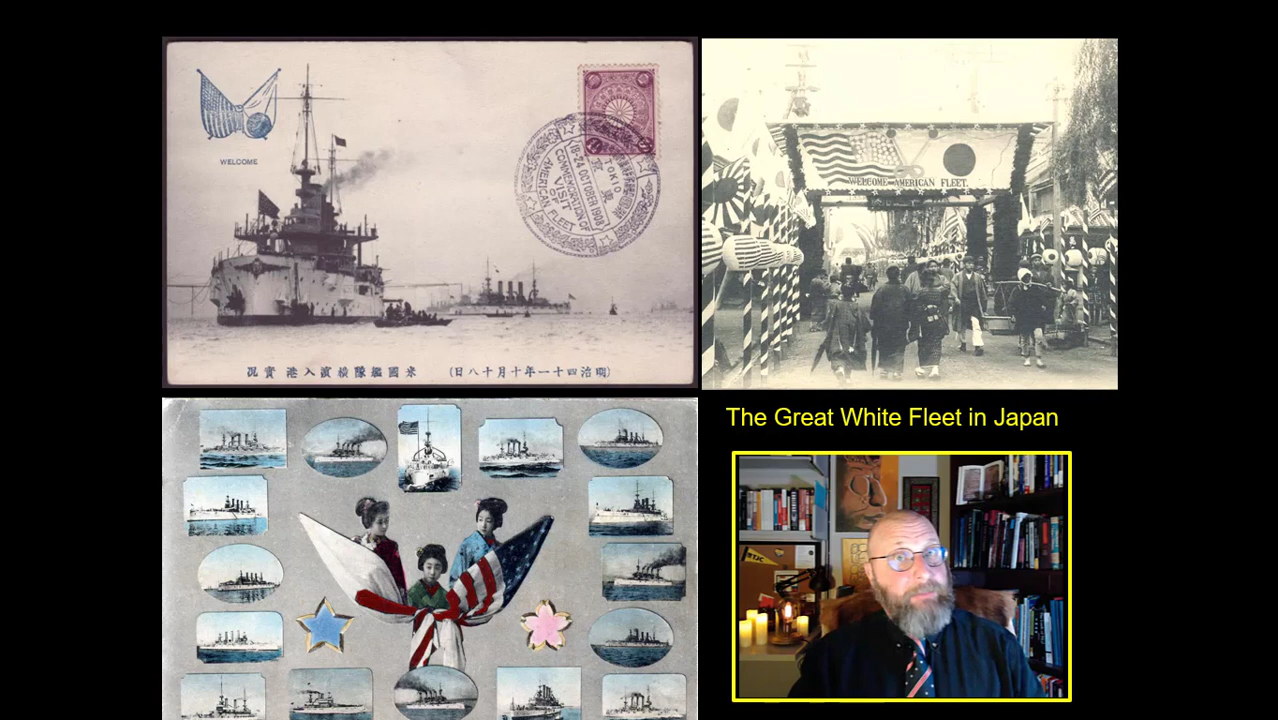 WELCOME
TOKIO
東京
16-24 OCTOBER 1908
COMMEMORATION OF
VISIT
OF
AMERICAN FLEET
(明治四十一年十月十八日) 米國艦隊橫濱入港實況
WELCOME AMERICAN FLEET.
The Great White Fleet in Japan